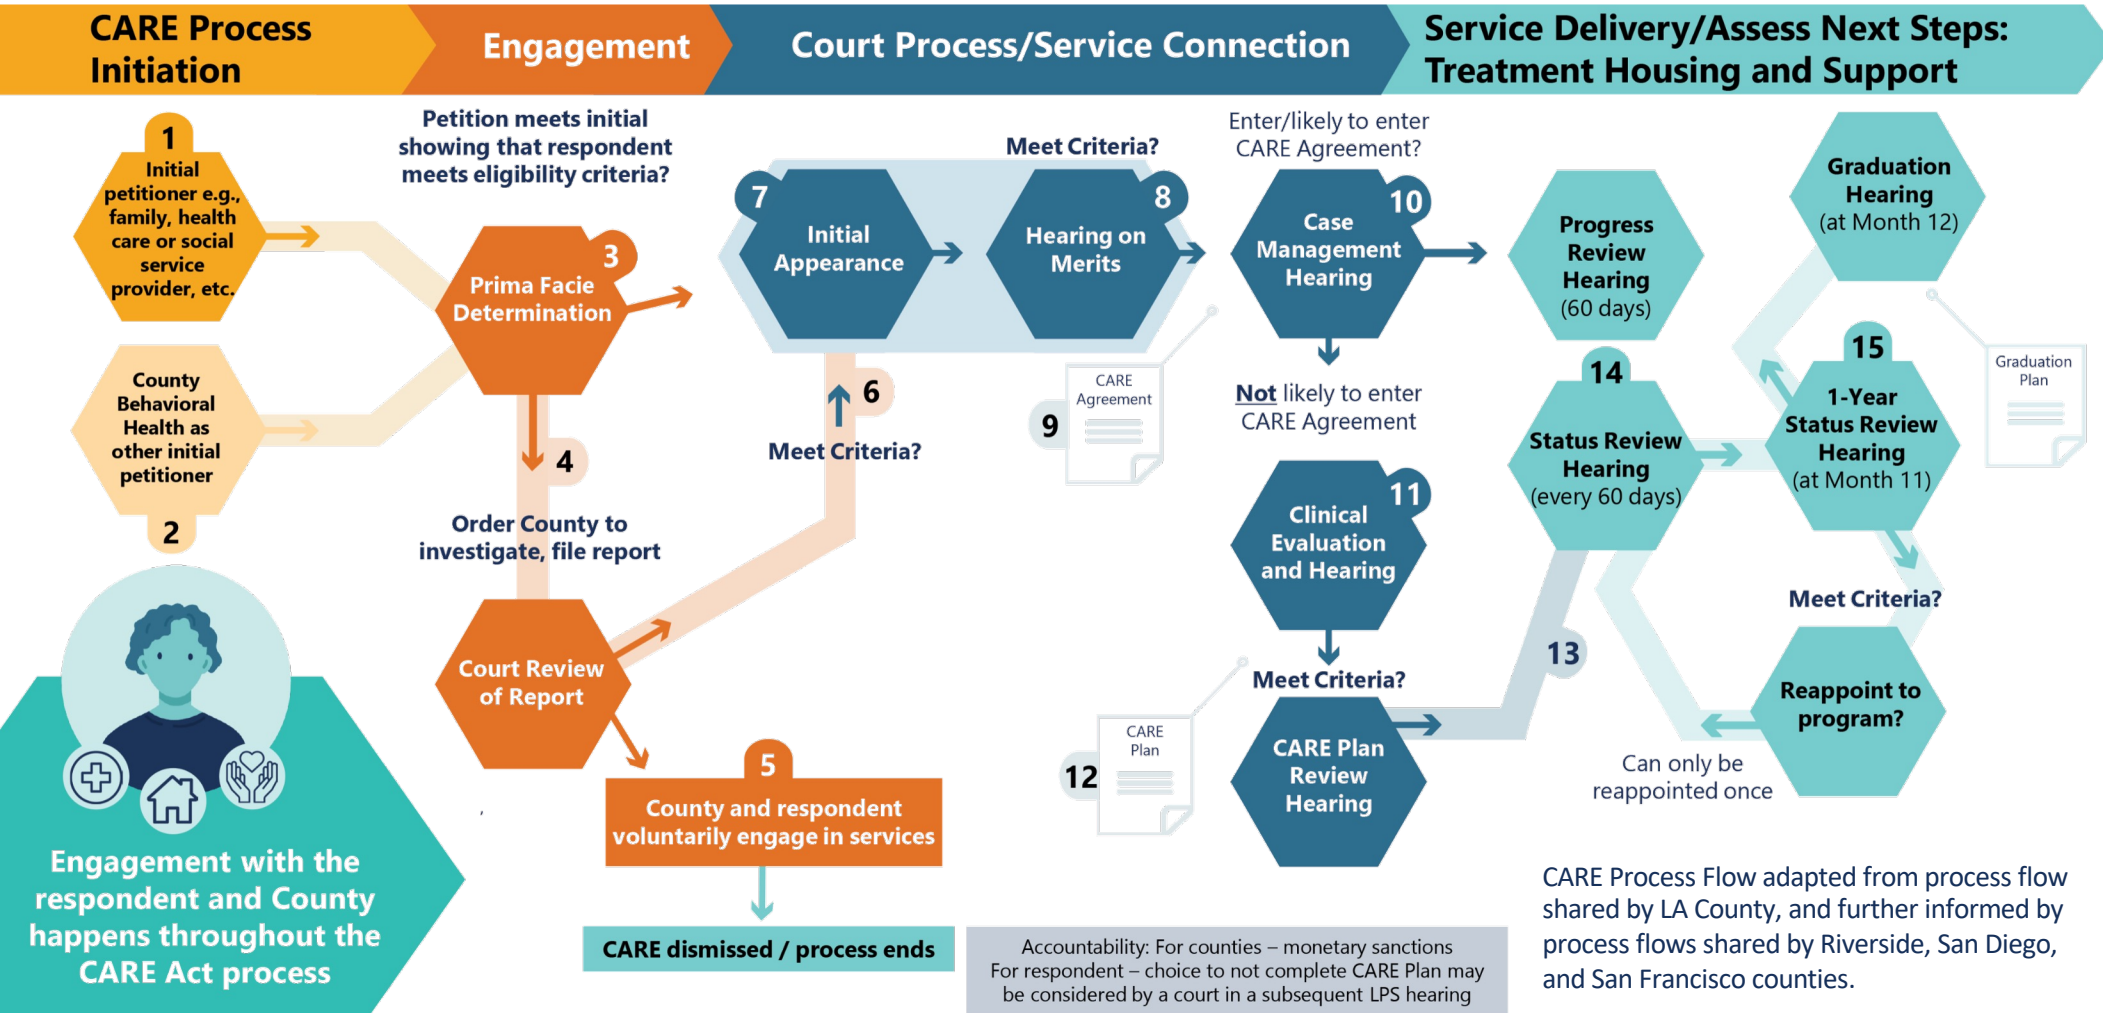 CARE Process
Initiation
Engagement
Court Process/Service Connection
Service Delivery/Assess Next Steps:
Treatment Housing and Support
1
Initial
petitioner e.g.,
family, health
care or social
service
provider, etc.
County
Behavioral
Health as
other initial
petitioner
2
Engagement with the
respondent and County
happens throughout the
CARE Act process
Petition meets initial
showing that respondent
meets eligibility criteria?
3
Prima Facie
Determination
4
Order County to
investigate, file report
Court Review
of Report
5
County and respondent
voluntarily engage in services
CARE dismissed / process ends
6
Meet Criteria?
7
Initial
Appearance
Meet Criteria?
8
Hearing on
Merits
9
CARE
Agreement
Enter/likely to enter
CARE Agreement?
10
Case
Management
Hearing
Not likely to enter
CARE Agreement
11
Clinical
Evaluation
and Hearing
Meet Criteria?
12
CARE
Plan
CARE Plan
Review
Hearing
13
Accountability: For counties – monetary sanctions
For respondent – choice to not complete CARE Plan may
be considered by a court in a subsequent LPS hearing
Progress
Review
Hearing
(60 days)
14
Status Review
Hearing
(every 60 days)
15
1-Year
Status Review
Hearing
(at Month 11)
Graduation
Hearing
(at Month 12)
Graduation
Plan
Meet Criteria?
Reappoint to
program?
Can only be
reappointed once
CARE Process Flow adapted from process flow
shared by LA County, and further informed by
process flows shared by Riverside, San Diego,
and San Francisco counties.